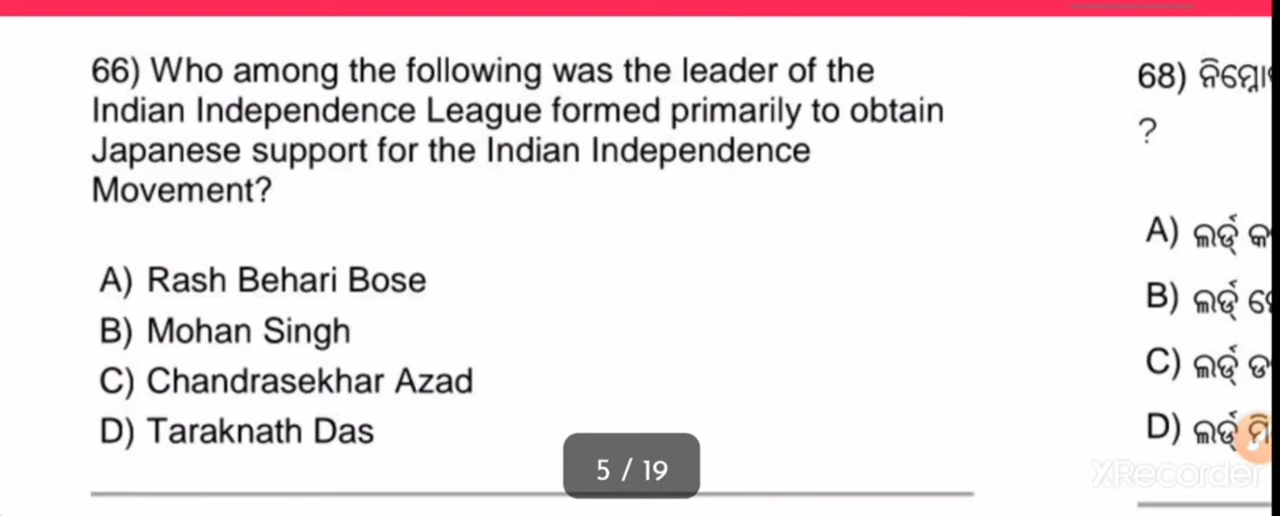 66) Who among the following was the leader of the
Indian Independence League formed primarily to obtain
Japanese support for the Indian Independence
Movement?
A) Rash Behari Bose
B) Mohan Singh
C) Chandrasekhar Azad
D) Taraknath Das
5 / 19
68)
?
A) ଲର୍ଡ୍
B) ଲର୍ଡ୍
C) ଲର୍ଡ୍
D) ଲର୍ଡ୍
XRecorder